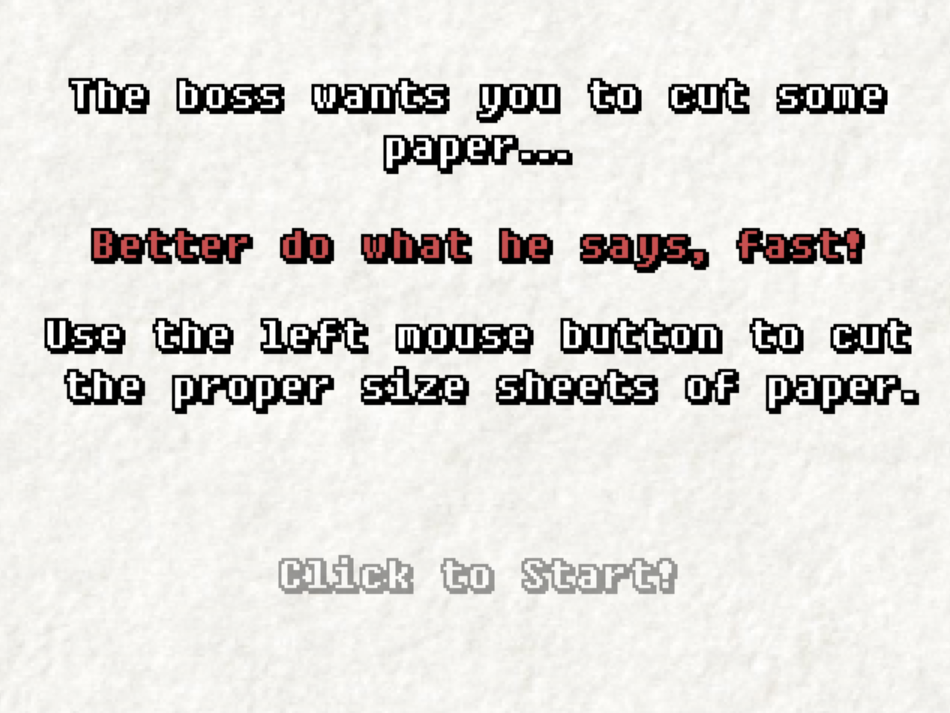 The boss wants you to cut some
paper...
Better do what he says, fast!
Use the left mouse button to cut
the proper size sheets of paper.
Click to Start!